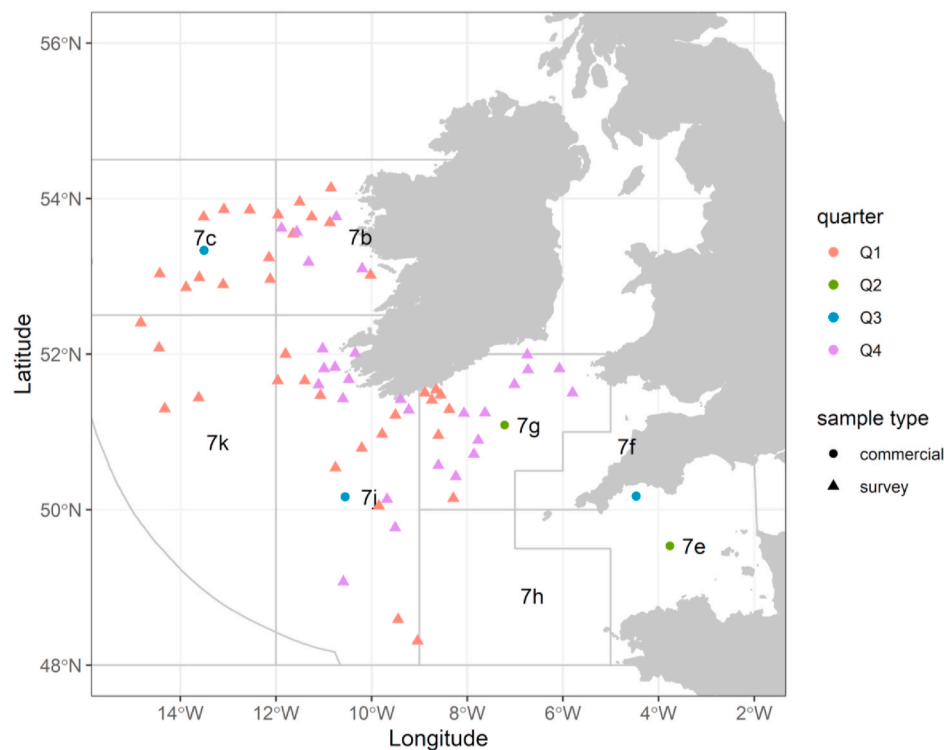 56°N
54°N
52°N
50°N
48°N
Latitude
14°W 12°W 10°W 8°W 6°W 4°W 2°W
Longitude
7c
7b
7k
7g
7f
7j
7e
7h
quarter
Q1
Q2
Q3
Q4
sample type
commercial
survey